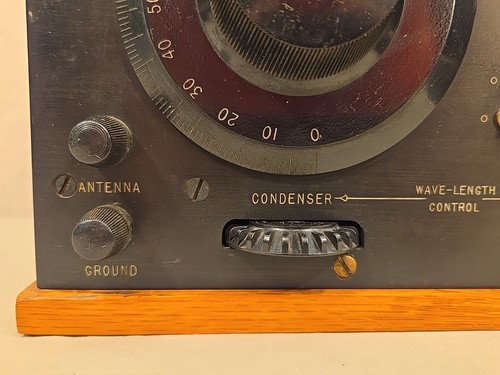 50
40
30
20
10
0
ANTENNA
CONDENSER
WAVE-LENGTH
CONTROL
GROUND